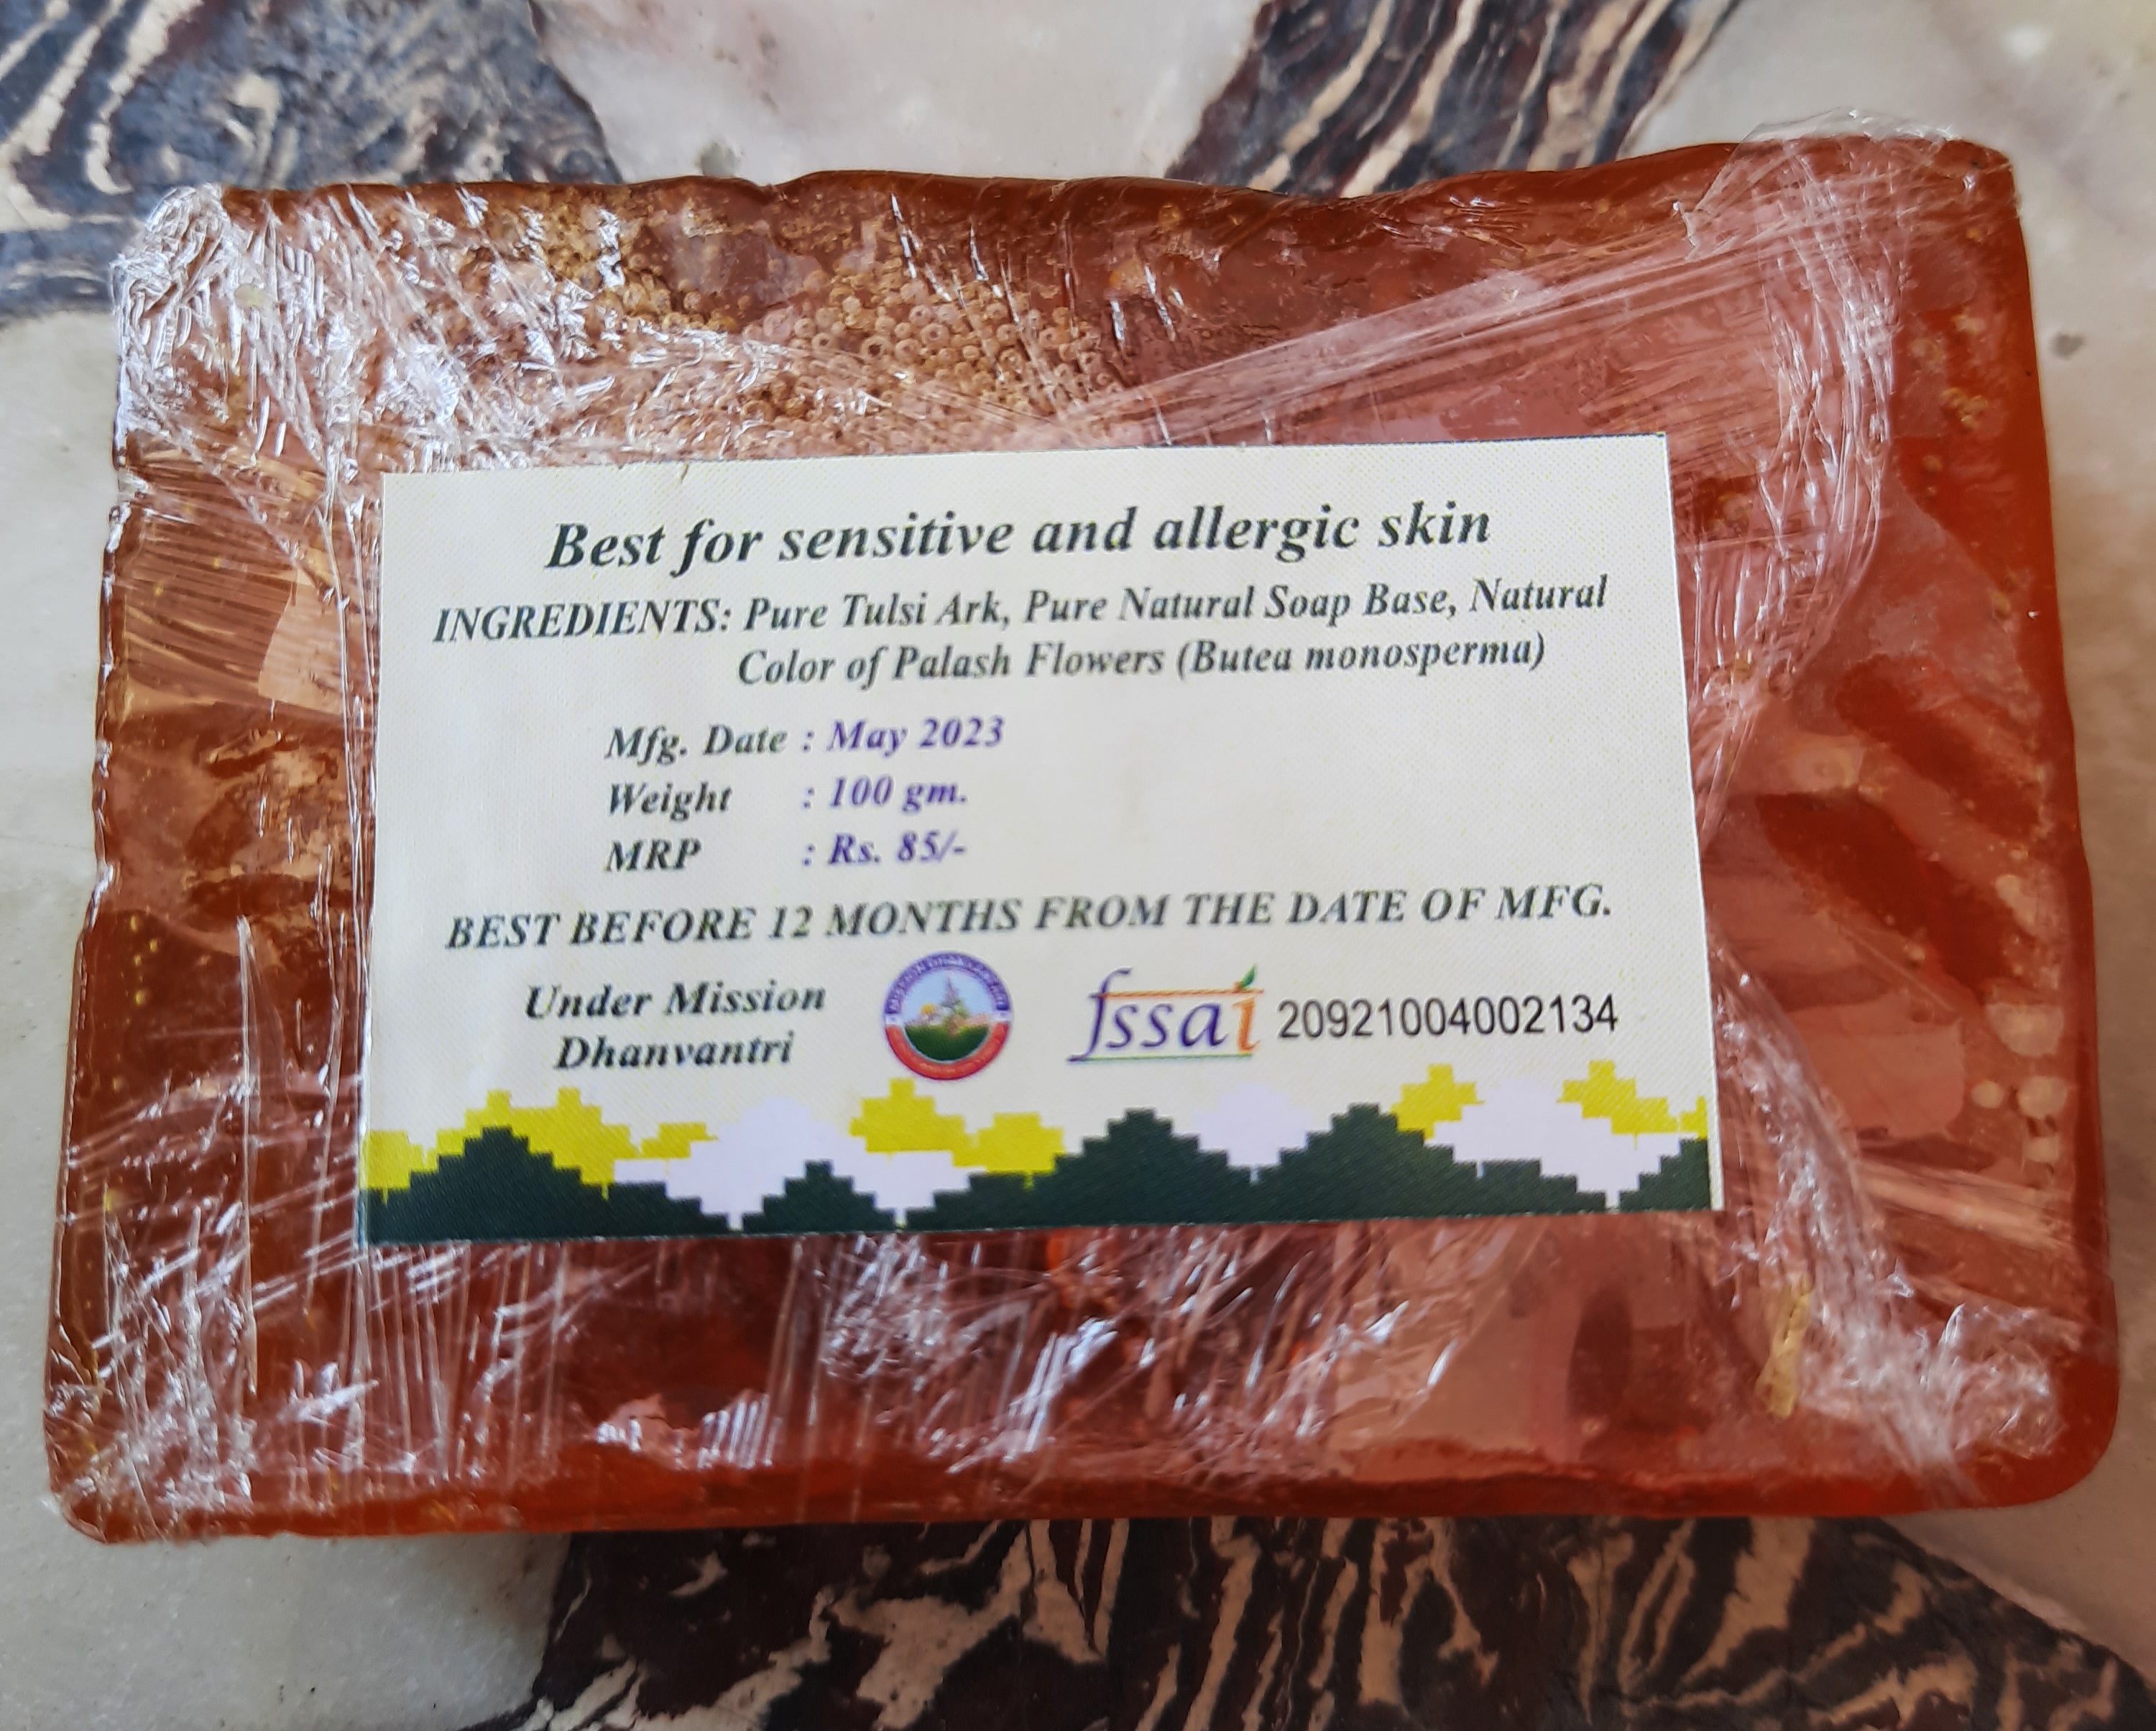 Best for sensitive and allergic skin
INGREDIENTS: Pure Tulsi Ark, Pure Natural Soap Base, Natural
Color of Palash Flowers (Butea monosperma)
Mfg. Date : May 2023
Weight : 100 gm.
MRP : Rs. 85/-
BEST BEFORE 12 MONTHS FROM THE DATE OF MFG.
Under Mission
Dhanvantri
fssai 20921004002134